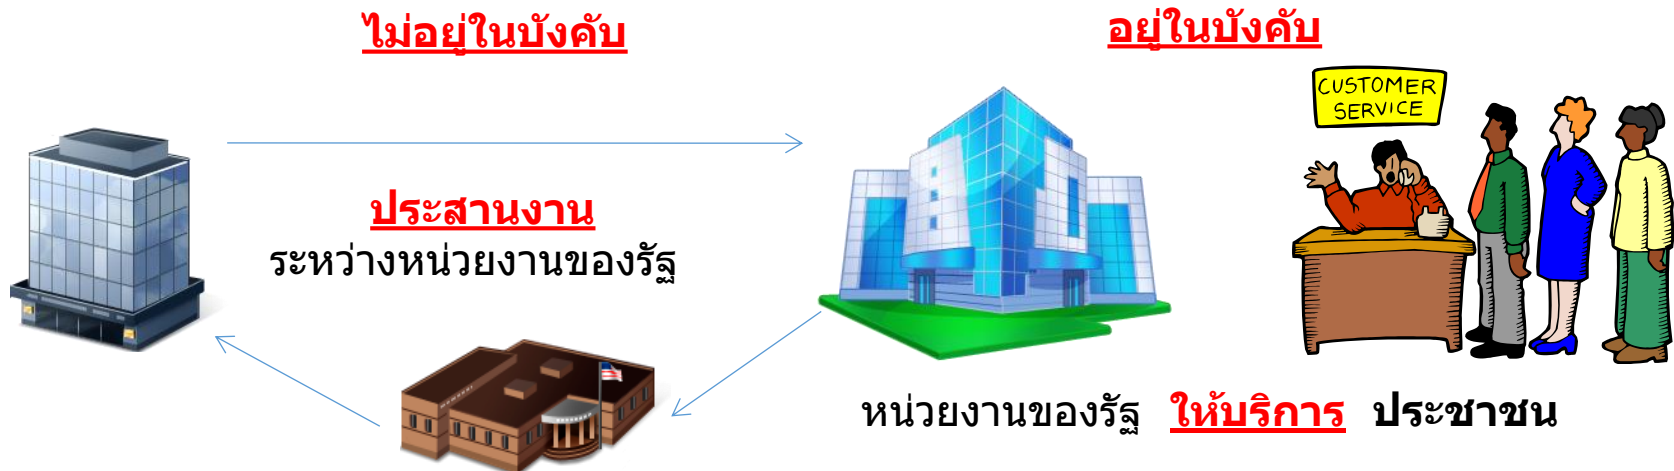 ไม่อยู่ในบังคับ
อยู่ในบังคับ
CUSTOMER
SERVICE
ประสานงาน
ระหว่างหน่วยงานของรัฐ
หน่วยงานของรัฐ ให้บริการ ประชาชน